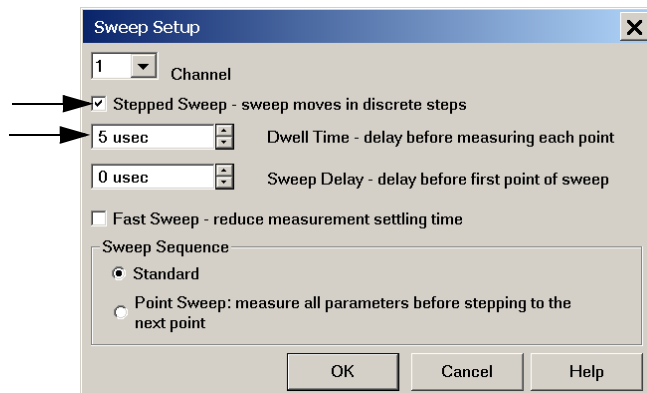 Sweep Setup
1 Channel
Stepped Sweep - sweep moves in discrete steps
5 usec Dwell Time - delay before measuring each point
0 usec Sweep Delay - delay before first point of sweep
Fast Sweep - reduce measurement settling time
Sweep Sequence
Standard
Point Sweep: measure all parameters before stepping to the
next point
OK Cancel Help